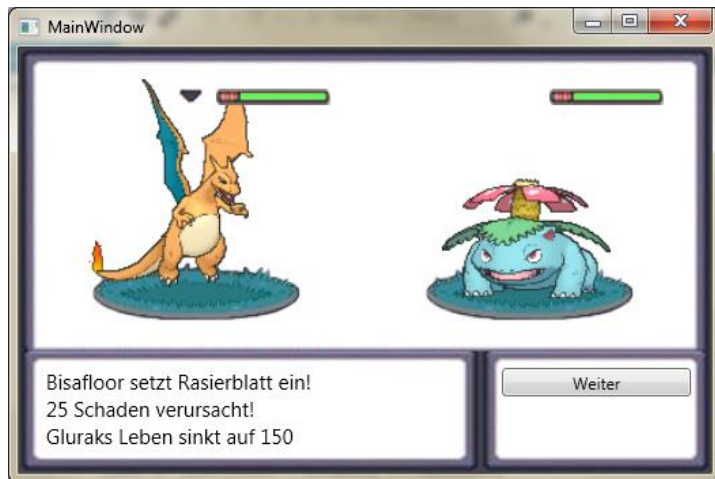 MainWindow
Bisafloor setzt Rasierblatt ein!
25 Schaden verursacht!
Gluraks Leben sinkt auf 150
Weiter